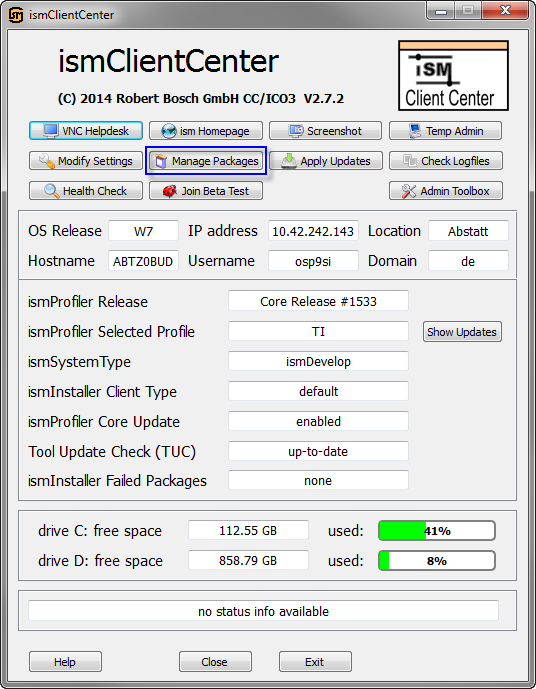 ismClientCenter
ismClientCenter
iSM
Client Center
(C) 2014 Robert Bosch GmbH CC/ICO3 V2.7.2
VNC Helpdesk ism Homepage Screenshot Temp Admin
Modify Settings Manage Packages Apply Updates Check Logfiles
Health Check Join Beta Test Admin Toolbox
OS Release W7 IP address 10.42.242.143 Location Abstatt
Hostname ABTZ0BUD Username osp9si Domain de
ismProfiler Release Core Release #1533
ismProfiler Selected Profile TI Show Updates
ismSystemType ismDevelop
ismInstaller Client Type default
ismProfiler Core Update enabled
Tool Update Check (TUC) up-to-date
ismInstaller Failed Packages none
drive C: free space 112.55 GB used: 41%
drive D: free space 858.79 GB used: 8%
no status info available
Help Close Exit